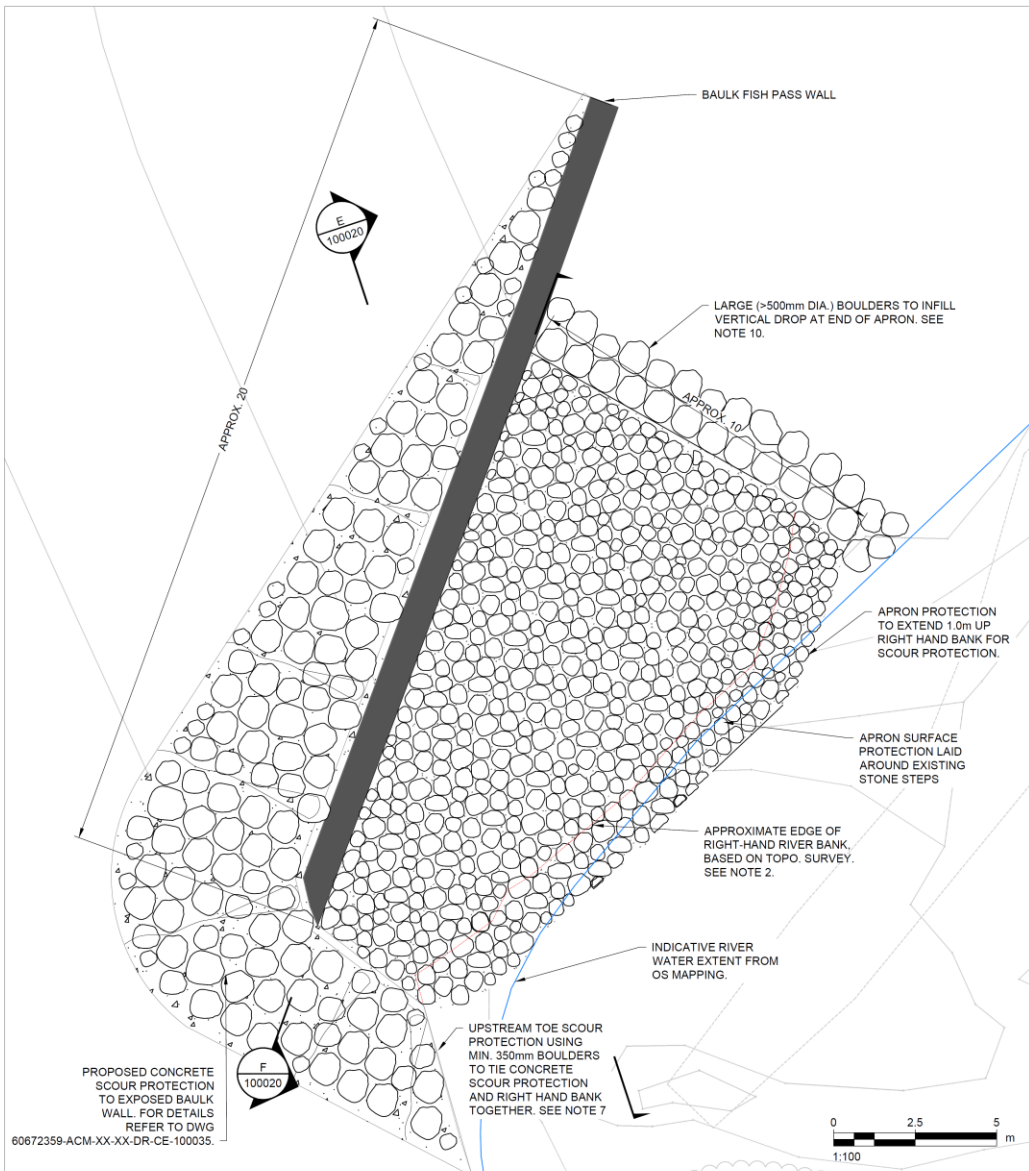 BAULK FISH PASS WALL
E
100020
LARGE (>500mm DIA.) BOULDERS TO INFILL
VERTICAL DROP AT END OF APRON. SEE
NOTE 10.
APPROX. 20
APPROX. 10
APRON PROTECTION
TO EXTEND 1.0m UP
RIGHT HAND BANK FOR
SCOUR PROTECTION.
APRON SURFACE
PROTECTION LAID
AROUND EXISTING
STONE STEPS
APPROXIMATE EDGE OF
RIGHT-HAND RIVER BANK,
BASED ON TOPO. SURVEY.
SEE NOTE 2.
INDICATIVE RIVER
WATER EXTENT FROM
OS MAPPING.
UPSTREAM TOE SCOUR
PROTECTION USING
MIN. 350mm BOULDERS
TO TIE CONCRETE
SCOUR PROTECTION
AND RIGHT HAND BANK
TOGETHER. SEE NOTE 7
F
100020
PROPOSED CONCRETE
SCOUR PROTECTION
TO EXPOSED BAULK
WALL. FOR DETAILS
REFER TO DWG
60672359-ACM-XX-XX-DR-CE-100035.
0 2.5 5
m
1:100